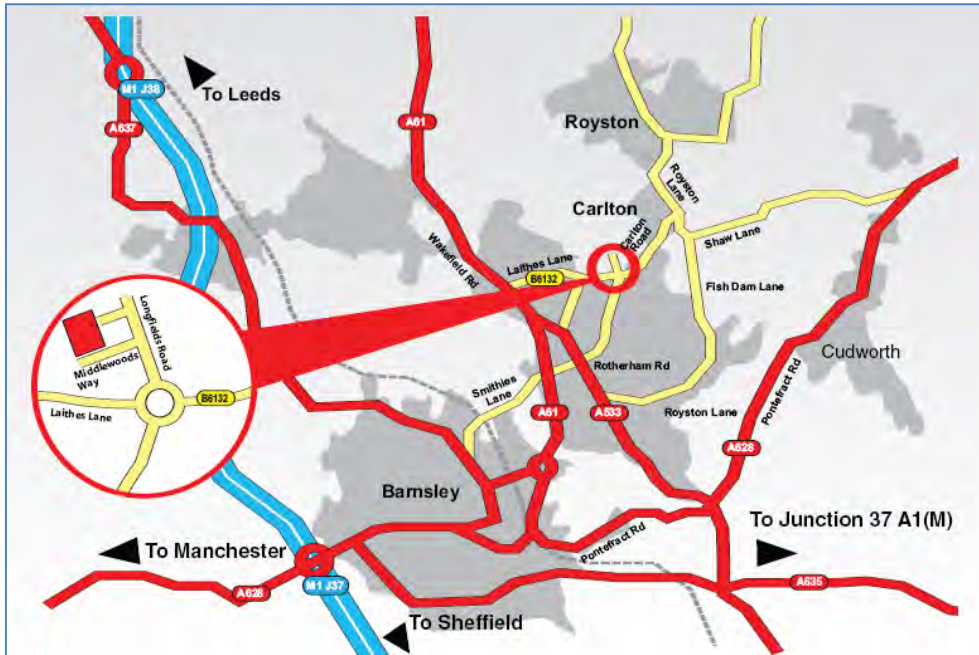 M1 J38
To Leeds
A637
A61
Royston
Royston
Lane
Carlton
Carlton
Road
Wakefield Rd
Laithes Lane
B6132
Shaw Lane
Fish Dam Lane
Longfields Road
Middlewoods
Way
Laithes Lane
B6132
Rotherham Rd
Smithies
Lane
Cudworth
Pontefract Rd
A61
A633
Royston Lane
A628
Barnsley
To Manchester
Pontefract Rd
To Junction 37 A1(M)
A628
M1 J37
A635
To Sheffield